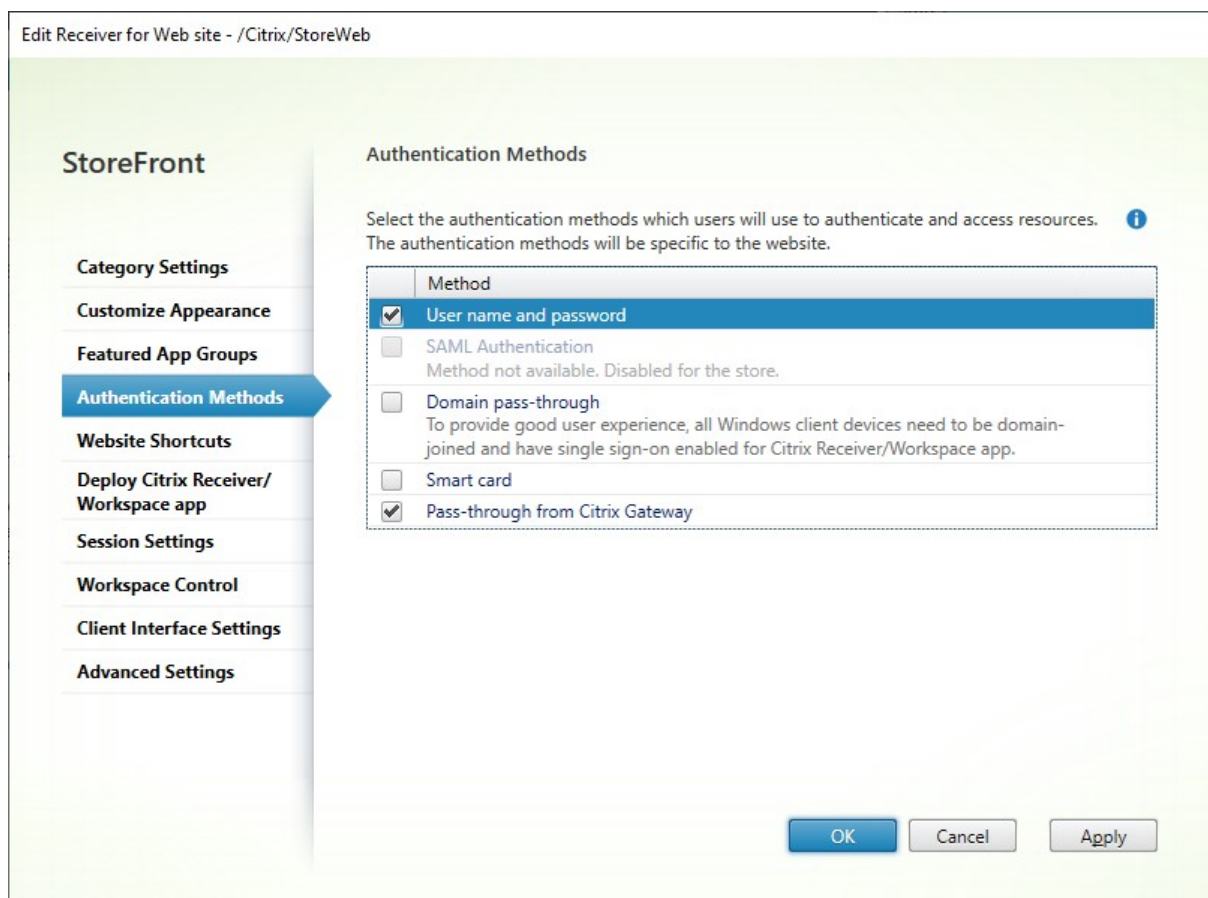 Edit Receiver for Web site - /Citrix/StoreWeb
StoreFront
Category Settings
Customize Appearance
Featured App Groups
Authentication Methods
Website Shortcuts
Deploy Citrix Receiver/
Workspace app
Session Settings
Workspace Control
Client Interface Settings
Advanced Settings
Authentication Methods
Select the authentication methods which users will use to authenticate and access resources.
The authentication methods will be specific to the website.
Method
User name and password
SAML Authentication
Method not available. Disabled for the store.
Domain pass-through
To provide good user experience, all Windows client devices need to be domain-
joined and have single sign-on enabled for Citrix Receiver/Workspace app.
Smart card
Pass-through from Citrix Gateway
OK
Cancel
Apply